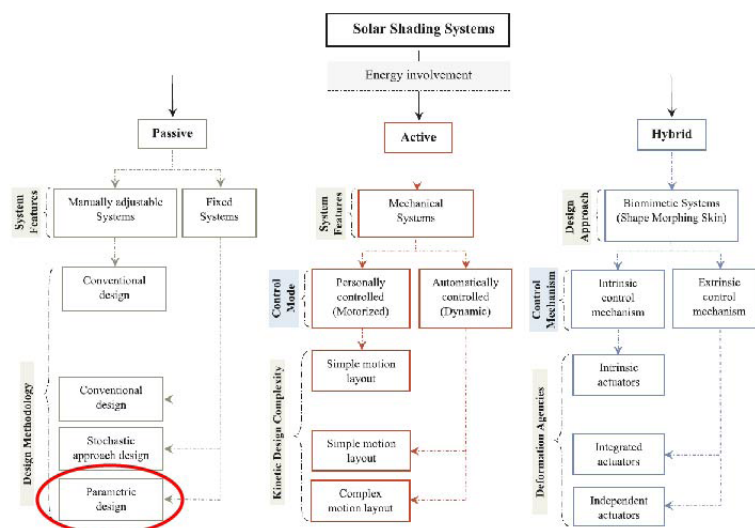 Solar Shading Systems
Energy involvement
Passive
Active
Hybrid
System
Features
Manually adjustable
Systems
Fixed
Systems
System
Features
Mechanical
Systems
Design
Approach
Biomimetic Systems
(Shape Morphing Skin)
Design Methodology
Conventional
design
Control
Mode
Personally
controlled
(Motorized)
Automatically
controlled
(Dynamic)
Control
Mechanism
Intrinsic
control
mechanism
Extrinsic
control
mechanism
Conventional
design
Stochastic
approach design
Parametric
design
Kinetic Design Complexity
Simple motion
layout
Simple motion
layout
Complex
motion layout
Deformation Agencies
Intrinsic
actuators
Integrated
actuators
Independent
actuators